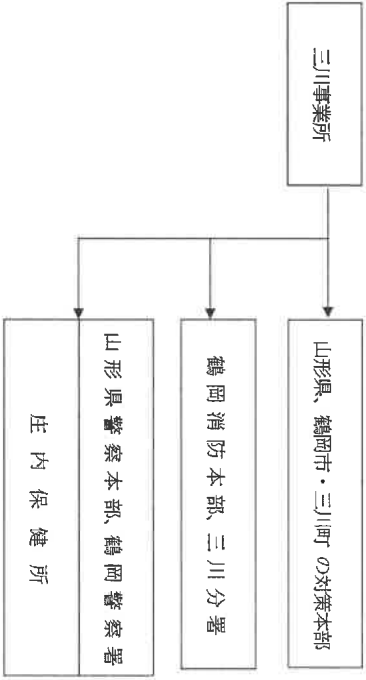 三川事業所
山形県、鶴岡市・三川町の対策本部
鶴岡消防本部、三川分署
山形県警察本部、鶴岡警察署
庄内保健所